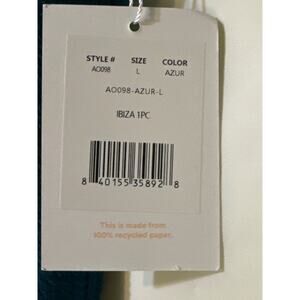 STYLE # SIZE COLOR
AO098 L AZUR
AO098-AZUR-L
IBIZA 1PC
8 40155 35892 8
This is made from
100% recycled paper.